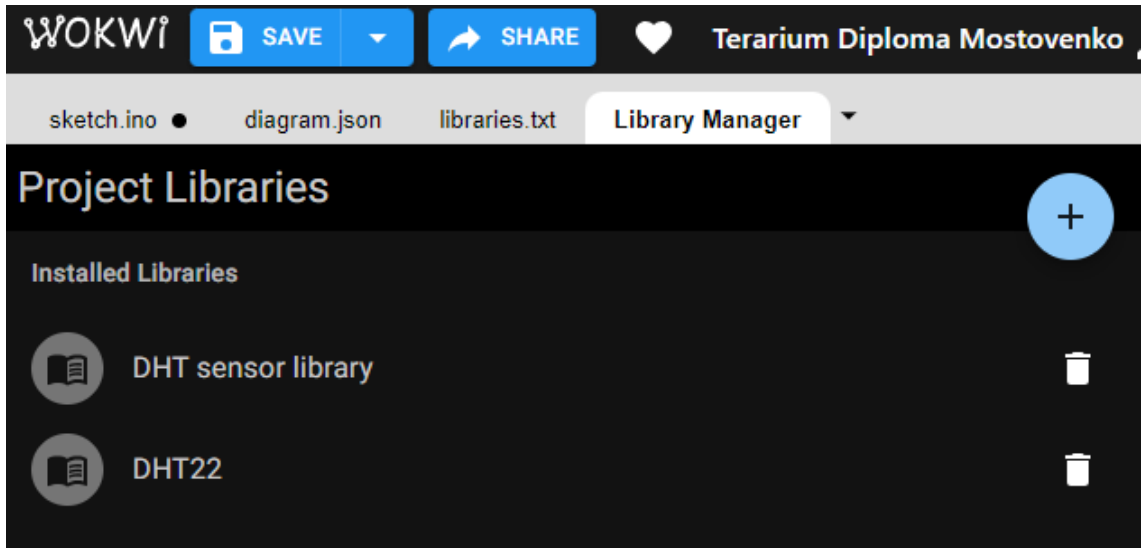 WOKWI SAVE SHARE Terarium Diploma Mostovenko
sketch.ino ● diagram.json libraries.txt Library Manager
Project Libraries
+
Installed Libraries
DHT sensor library
DHT22